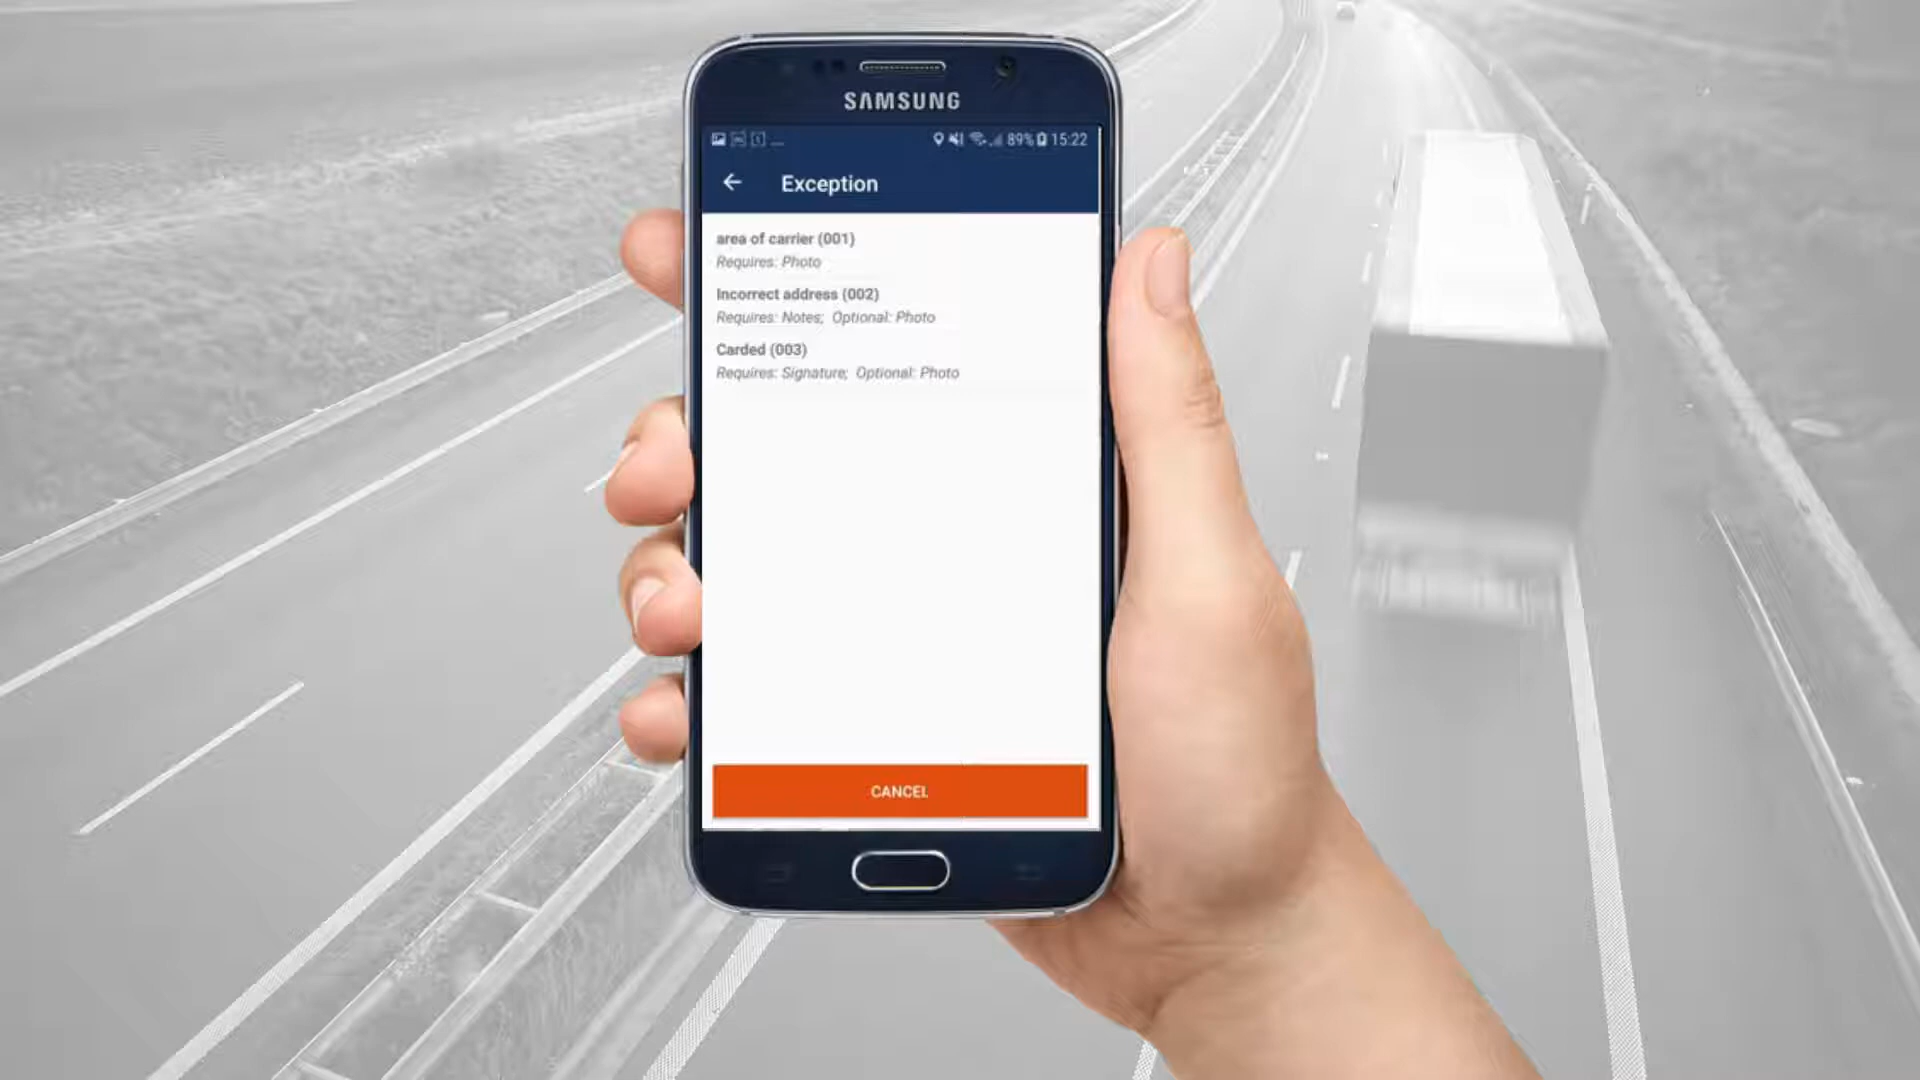 SAMSUNG
89% 15:22
Exception
area of carrier (001)
Requires: Photo
Incorrect address (002)
Requires: Notes; Optional: Photo
Carded (003)
Requires: Signature; Optional: Photo
CANCEL